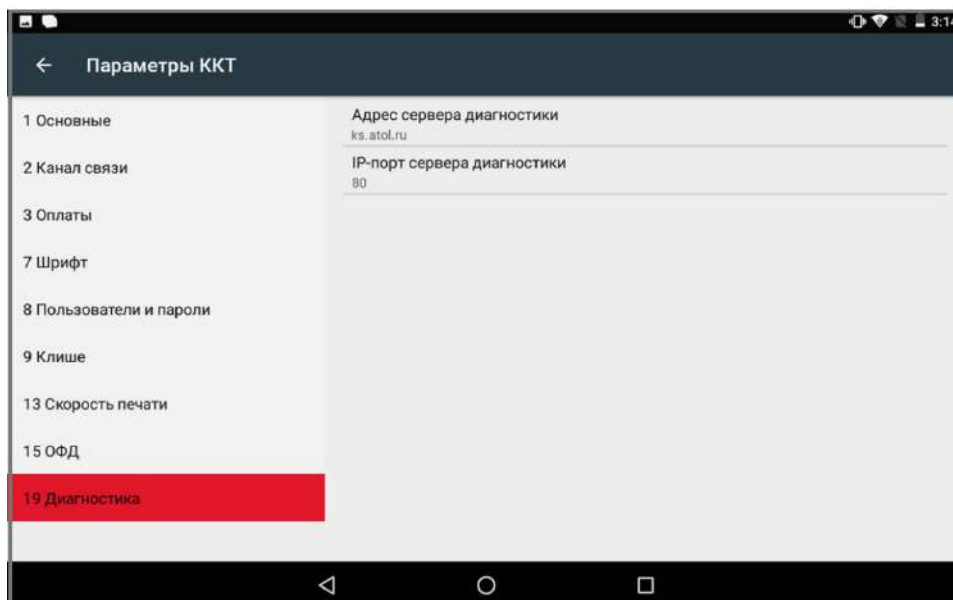 3:14
Параметры ККТ
1 Основные
2 Канал связи
3 Оплаты
7 Шрифт
8 Пользователи и пароли
9 Клише
13 Скорость печати
15 ОФД
19 Диагностика
Адрес сервера диагностики
ks.atol.ru
IP-порт сервера диагностики
80